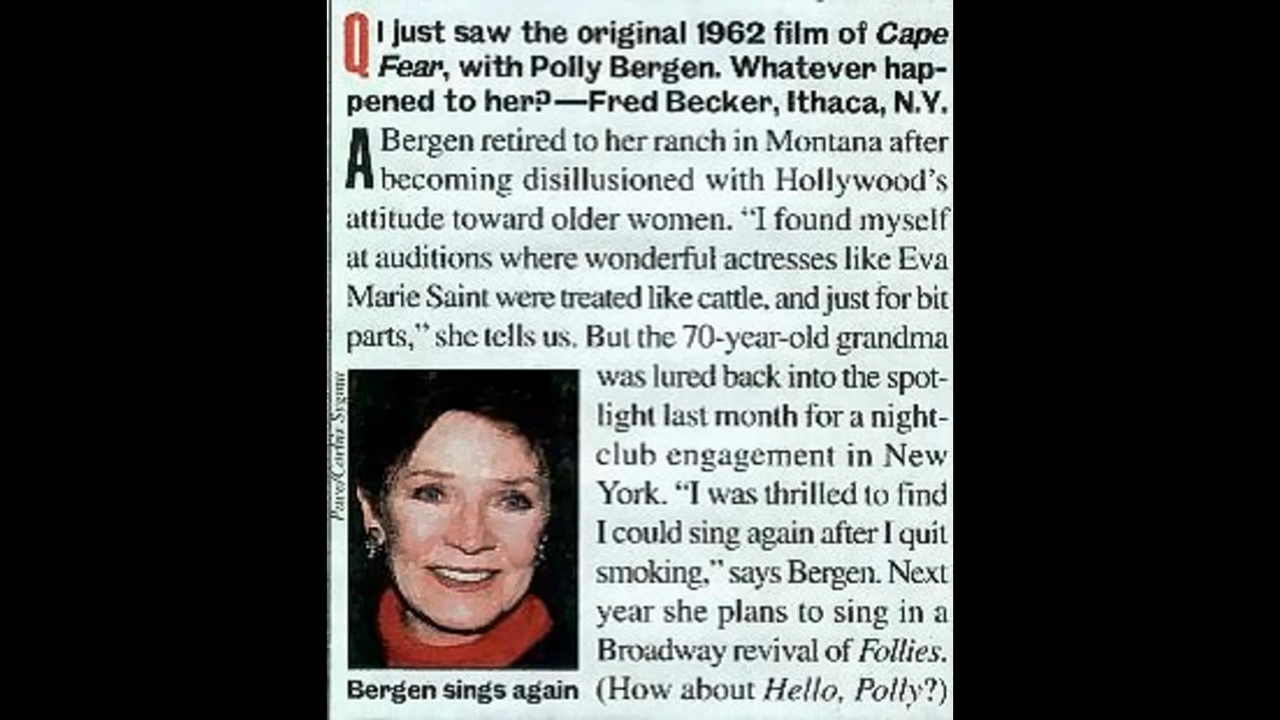 Q I just saw the original 1962 film of Cape
Fear, with Polly Bergen. Whatever hap-
pened to her?—Fred Becker, Ithaca, N.Y.
A Bergen retired to her ranch in Montana after
becoming disillusioned with Hollywood's
attitude toward older women. “I found myself
at auditions where wonderful actresses like Eva
Marie Saint were treated like cattle, and just for bit
parts,” she tells us. But the 70-year-old grandma
was lured back into the spot-
light last month for a night-
club engagement in New
York. “I was thrilled to find
I could sing again after I quit
smoking,” says Bergen. Next
year she plans to sing in a
Broadway revival of Follies.
(How about Hello, Polly?)
Corbis Sygma
Bergen sings again